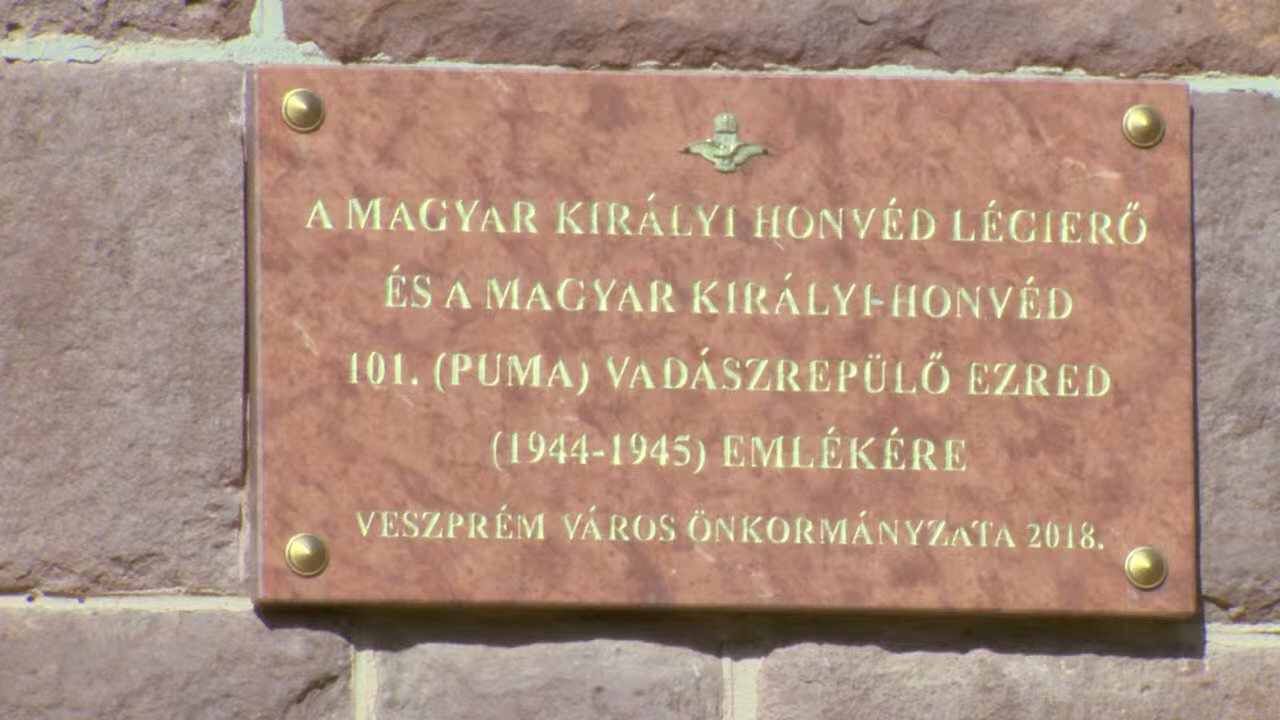 A MAGYAR KIRÁLYI HONVÉD LÉGIERŐ
ÉS A MAGYAR KIRÁLYI-HONVÉD
101. (PUMA) VADÁSZREPÜLŐ EZRED
(1944-1945) EMLÉKÉRE
VESZPRÉM VÁROS ÖNKORMÁNYZATA 2018.